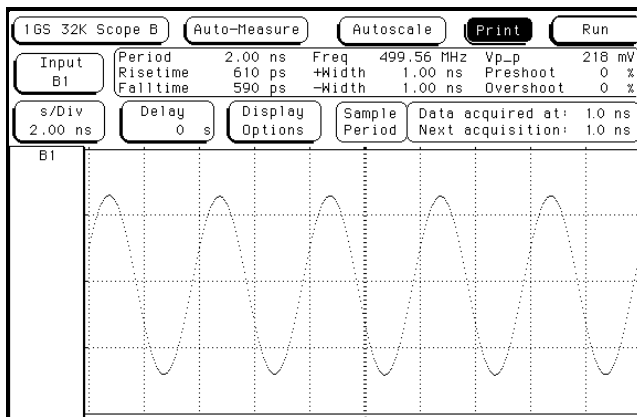 1GS 32K Scope B Auto-Measure Autoscale Print Run
Input
B1
Period 2.00 ns Freq 499.56 MHz Vp_p 218 mV
Risetime 610 ps +Width 1.00 ns Preshoot 0 %
Falltime 590 ps -Width 1.00 ns Overshoot 0 %
s/Div
2.00 ns
Delay
0 s
Display
Options
Sample
Period
Data acquired at: 1.0 ns
Next acquisition: 1.0 ns
B1